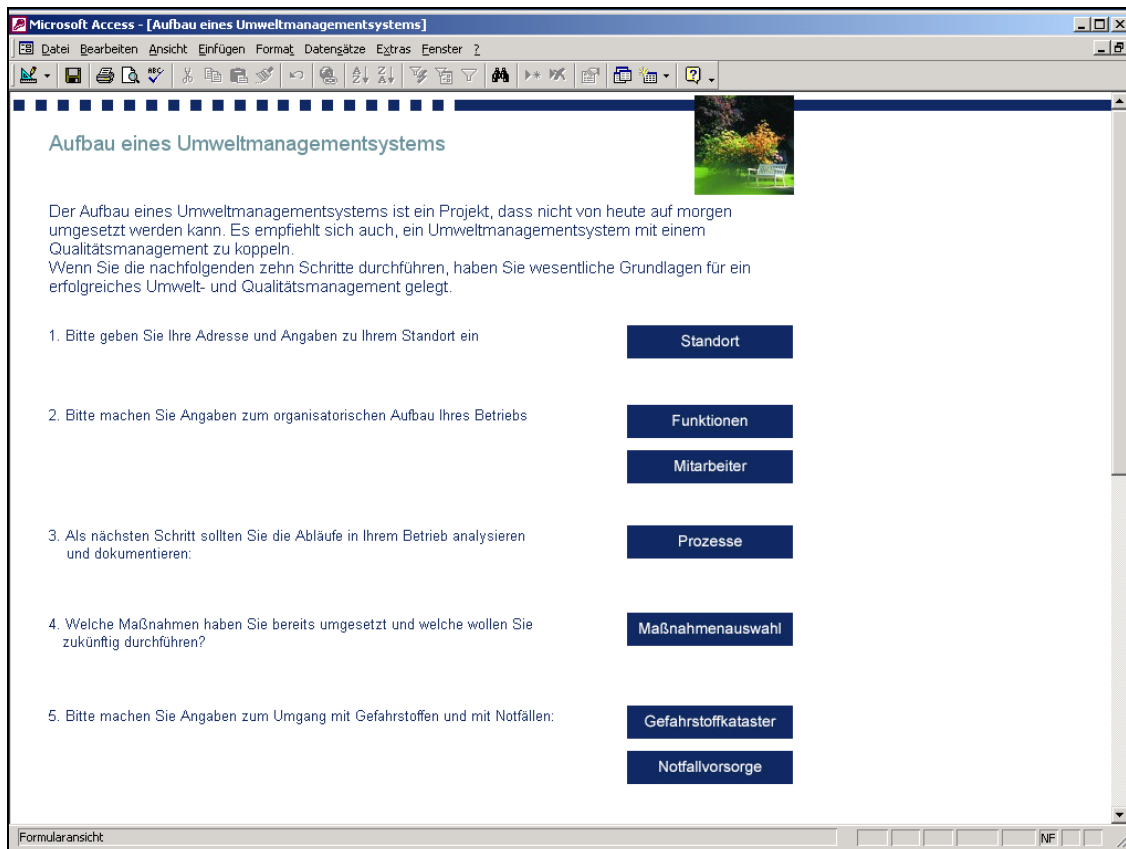 Microsoft Access - [Aufbau eines Umweltmanagementsystems]
Datei Bearbeiten Ansicht Einfügen Format Datensätze Extras Fenster ?
Aufbau eines Umweltmanagementsystems
Der Aufbau eines Umweltmanagementsystems ist ein Projekt, dass nicht von heute auf morgen
umgesetzt werden kann. Es empfiehlt sich auch, ein Umweltmanagementsystem mit einem
Qualitätsmanagement zu koppeln.
Wenn Sie die nachfolgenden zehn Schritte durchführen, haben Sie wesentliche Grundlagen für ein
erfolgreiches Umwelt- und Qualitätsmanagement gelegt.
1. Bitte geben Sie Ihre Adresse und Angaben zu Ihrem Standort ein
Standort
2. Bitte machen Sie Angaben zum organisatorischen Aufbau Ihres Betriebs
Funktionen
Mitarbeiter
3. Als nächsten Schritt sollten Sie die Abläufe in Ihrem Betrieb analysieren
und dokumentieren:
Prozesse
4. Welche Maßnahmen haben Sie bereits umgesetzt und welche wollen Sie
zukünftig durchführen?
Maßnahmenauswahl
5. Bitte machen Sie Angaben zum Umgang mit Gefahrstoffen und mit Notfällen:
Gefahrstoffkataster
Notfallvorsorge
Formularansicht
NF